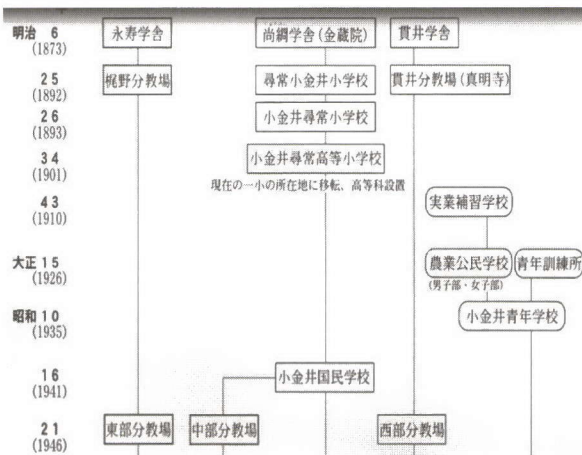 明治 6 永寿学舎 尚綱学舎(金蔵院) 貫井学舎
(1873)
25 梶野分教場 尋常小金井小学校 貫井分教場(真明寺)
(1892)
26 小金井尋常小学校
(1893)
34 小金井尋常高等小学校
(1901)
現在の一小の所在地に移転、高等科設置
43 実業補習学校
(1910)
大正15 農業公民学校 青年訓練所
(1926)
(男子部・女子部)
昭和10 小金井青年学校
(1935)
16 小金井国民学校
(1941)
21 東部分教場 中部分教場 西部分教場
(1946)